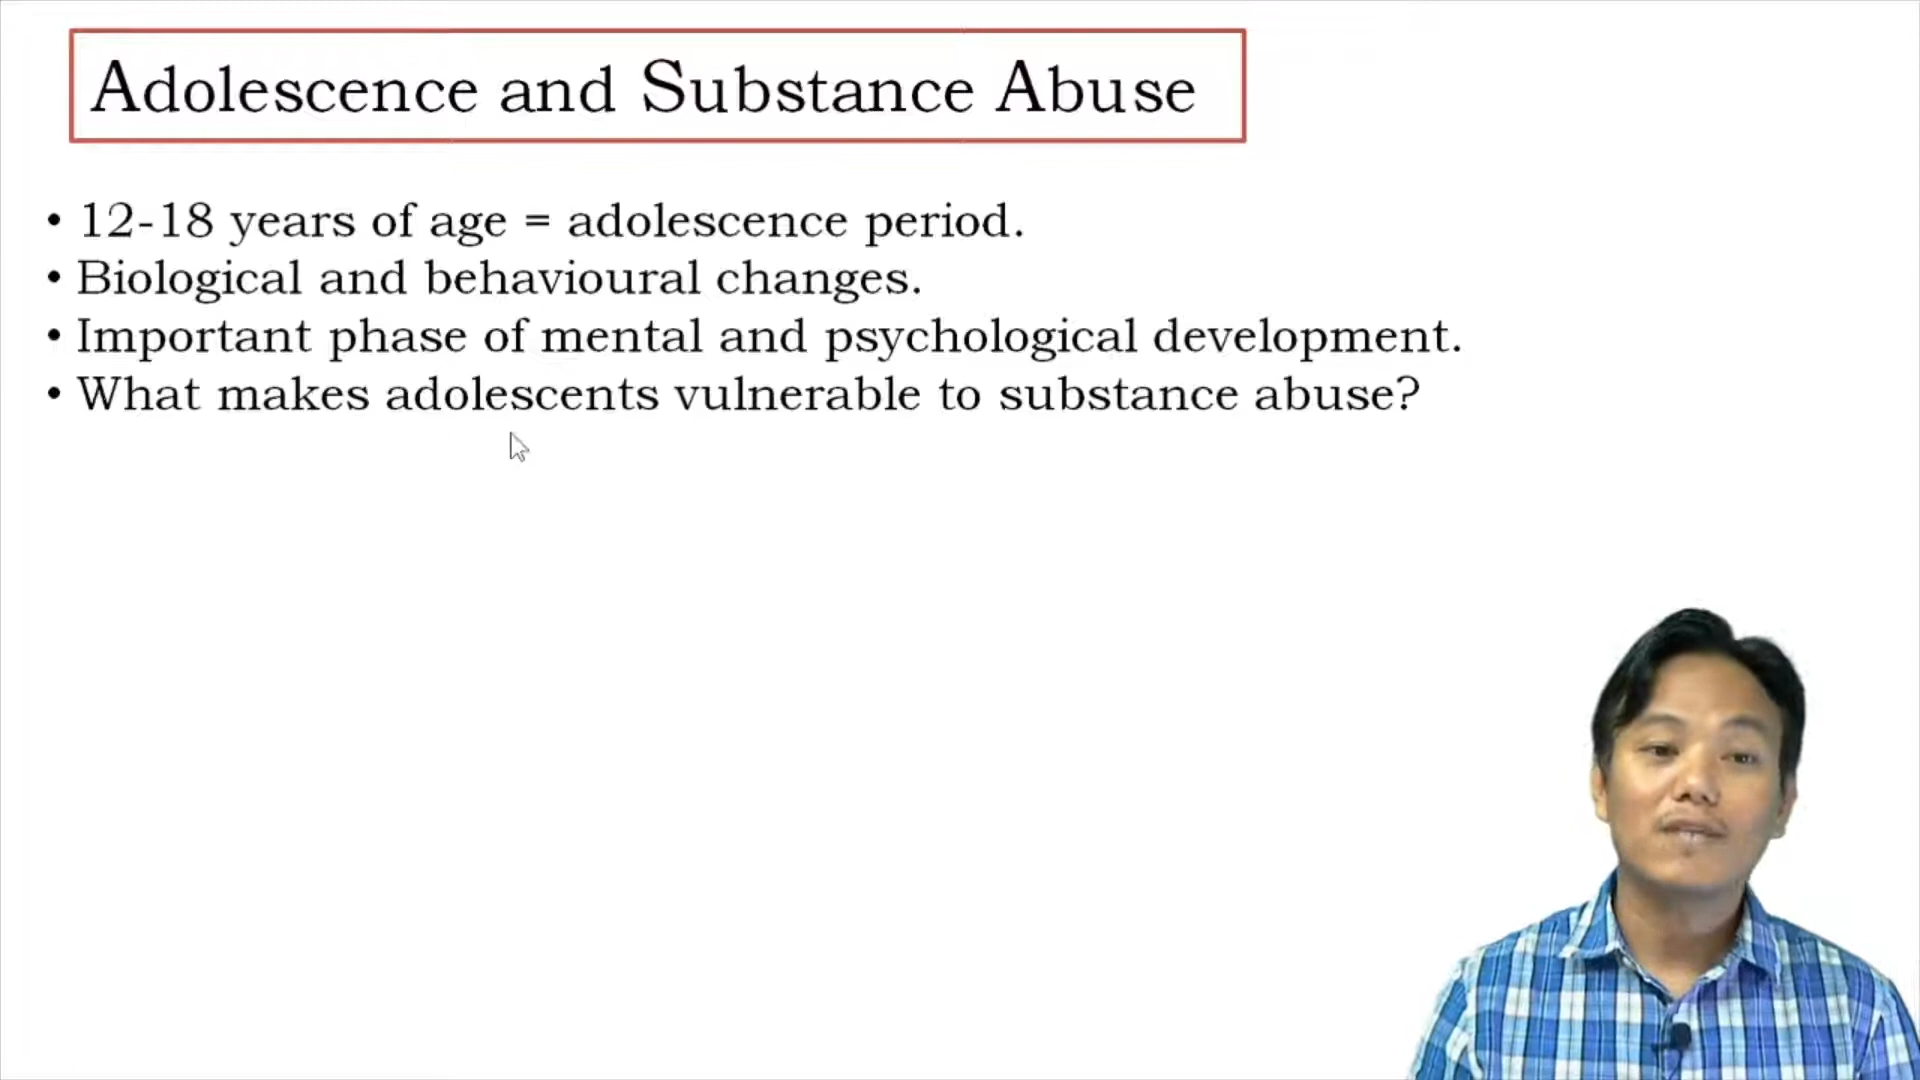 Adolescence and Substance Abuse
• 12-18 years of age = adolescence period.
• Biological and behavioural changes.
• Important phase of mental and psychological development.
• What makes adolescents vulnerable to substance abuse?